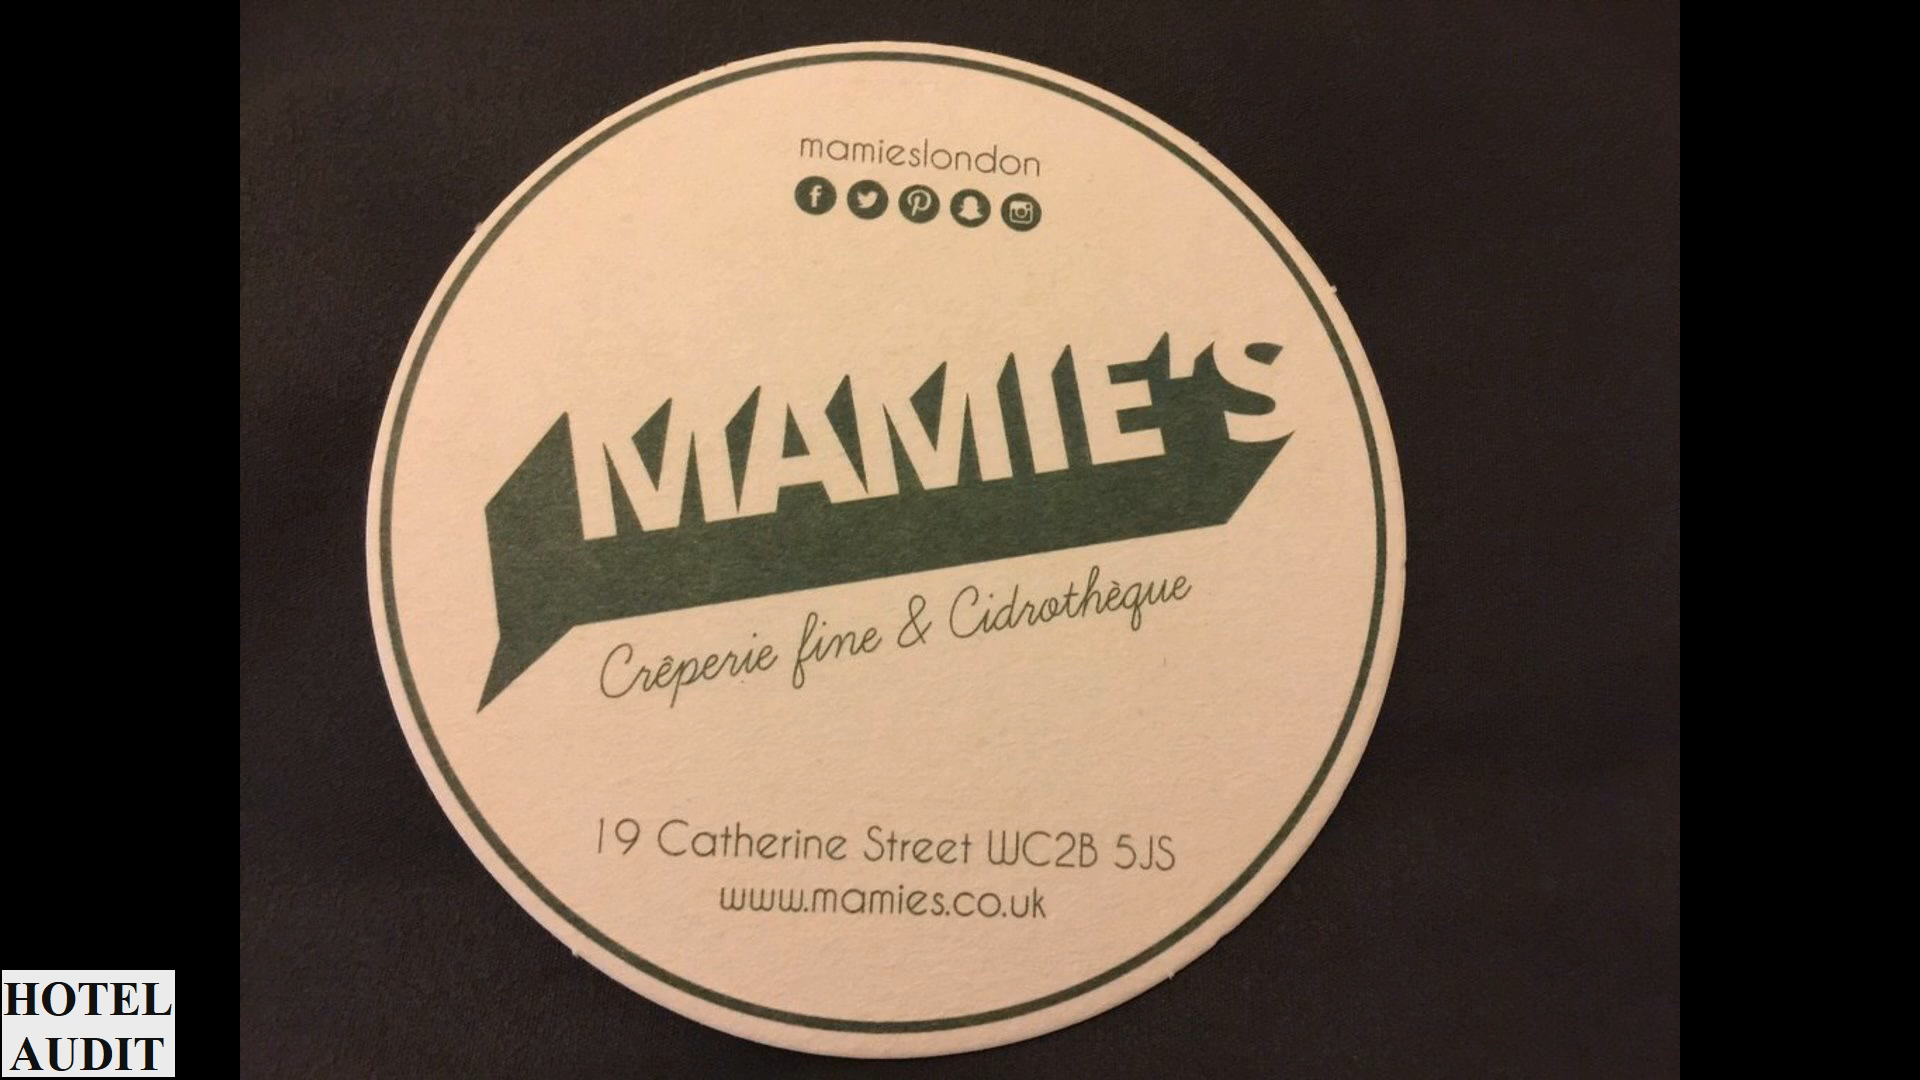 mamieslondon
MAMIE'S
Crêperie fine & Cidrothèque
19 Catherine Street WC2B 5JS
www.mamies.co.uk
HOTEL
AUDIT